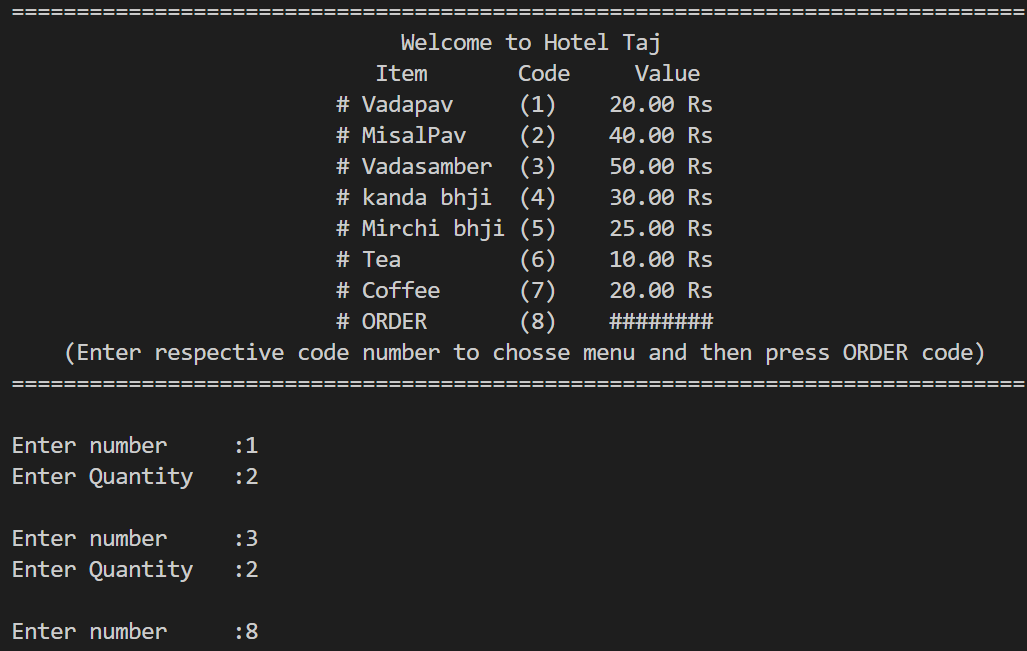 ==============================================================================
Welcome to Hotel Taj
Item Code Value
# Vadapav (1) 20.00 Rs
# MisalPav (2) 40.00 Rs
# Vadasamber (3) 50.00 Rs
# kanda bhji (4) 30.00 Rs
# Mirchi bhji (5) 25.00 Rs
# Tea (6) 10.00 Rs
# Coffee (7) 20.00 Rs
# ORDER (8) ########
(Enter respective code number to chosse menu and then press ORDER code)
==============================================================================
Enter number :1
Enter Quantity :2
Enter number :3
Enter Quantity :2
Enter number :8